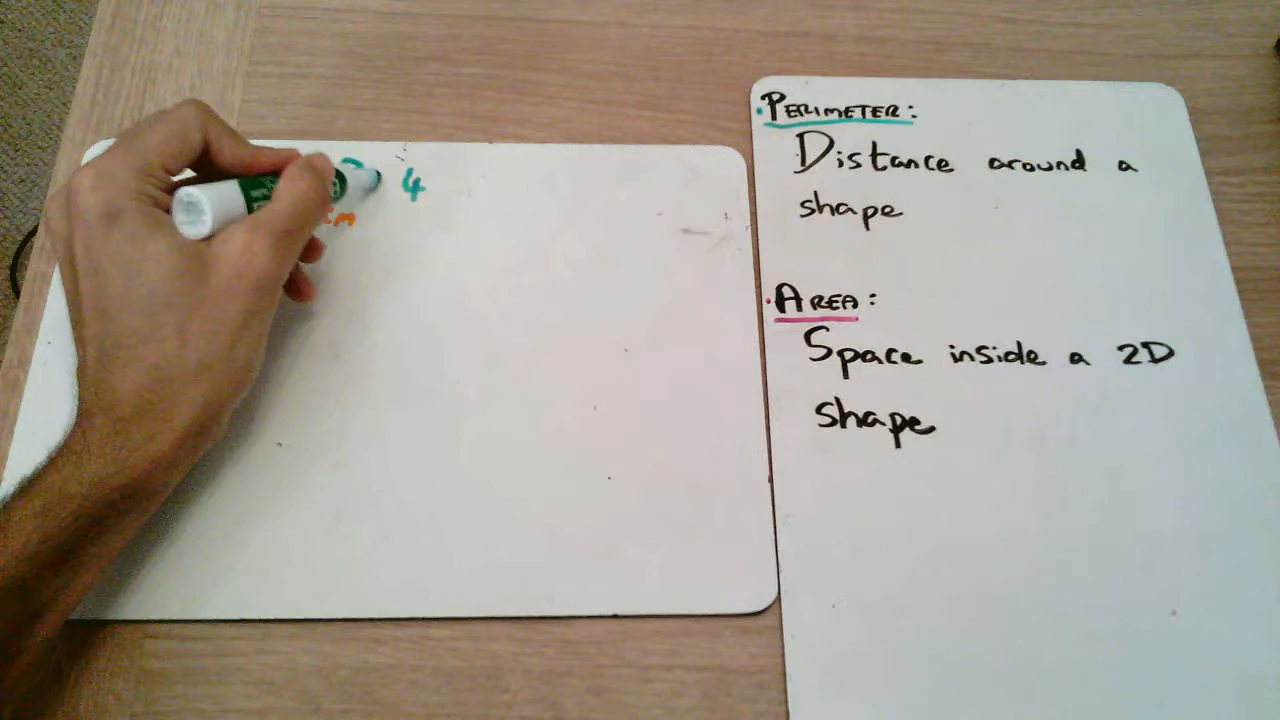 4
PERIMETER:
Distance around a
shape
AREA:
Space inside a 2D
shape